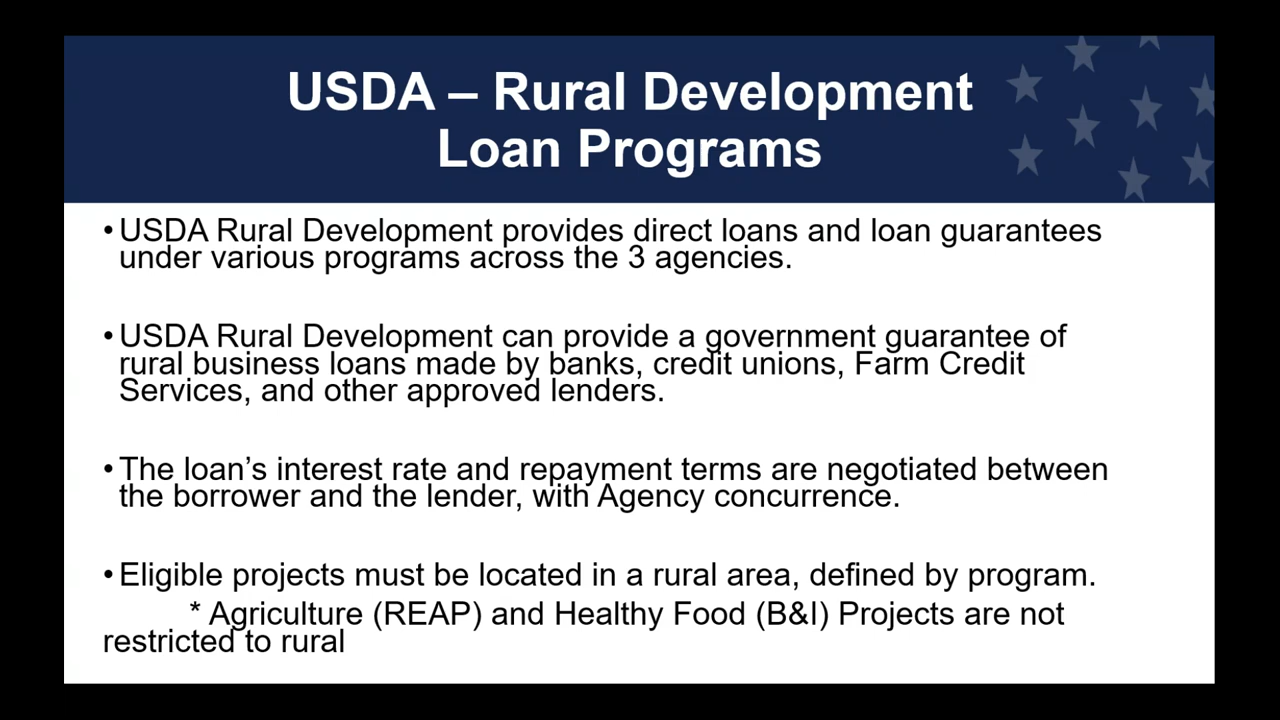 USDA – Rural Development
Loan Programs
•USDA Rural Development provides direct loans and loan guarantees
under various programs across the 3 agencies.
•USDA Rural Development can provide a government guarantee of
rural business loans made by banks, credit unions, Farm Credit
Services, and other approved lenders.
•The loan’s interest rate and repayment terms are negotiated between
the borrower and the lender, with Agency concurrence.
•Eligible projects must be located in a rural area, defined by program.
* Agriculture (REAP) and Healthy Food (B&I) Projects are not
restricted to rural